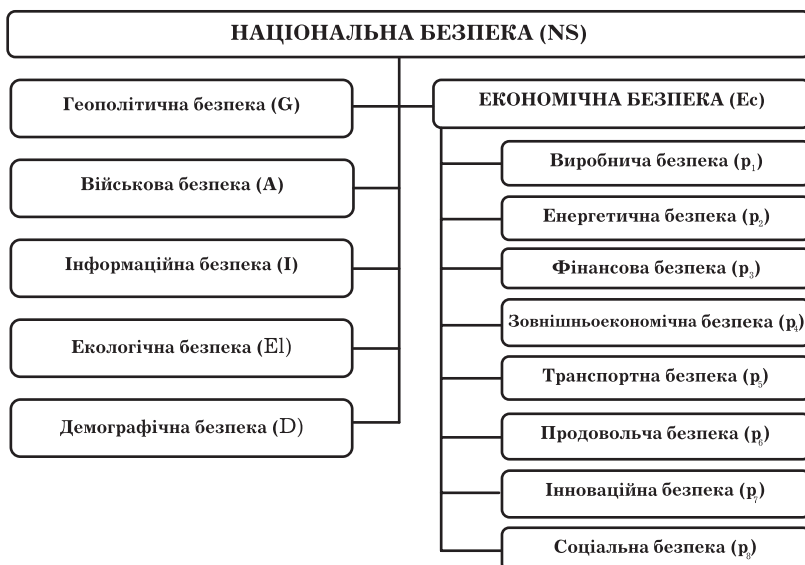 НАЦІОНАЛЬНА БЕЗПЕКА (NS)
Геополітична безпека (G)
Військова безпека (A)
Інформаційна безпека (I)
Екологічна безпека (El)
Демографічна безпека (D)
ЕКОНОМІЧНА БЕЗПЕКА (Ec)
Виробнича безпека (p₁)
Енергетична безпека (p₂)
Фінансова безпека (p₃)
Зовнішньоекономічна безпека (p₄)
Транспортна безпека (p₅)
Продовольча безпека (p₆)
Інноваційна безпека (p₇)
Соціальна безпека (p₈)